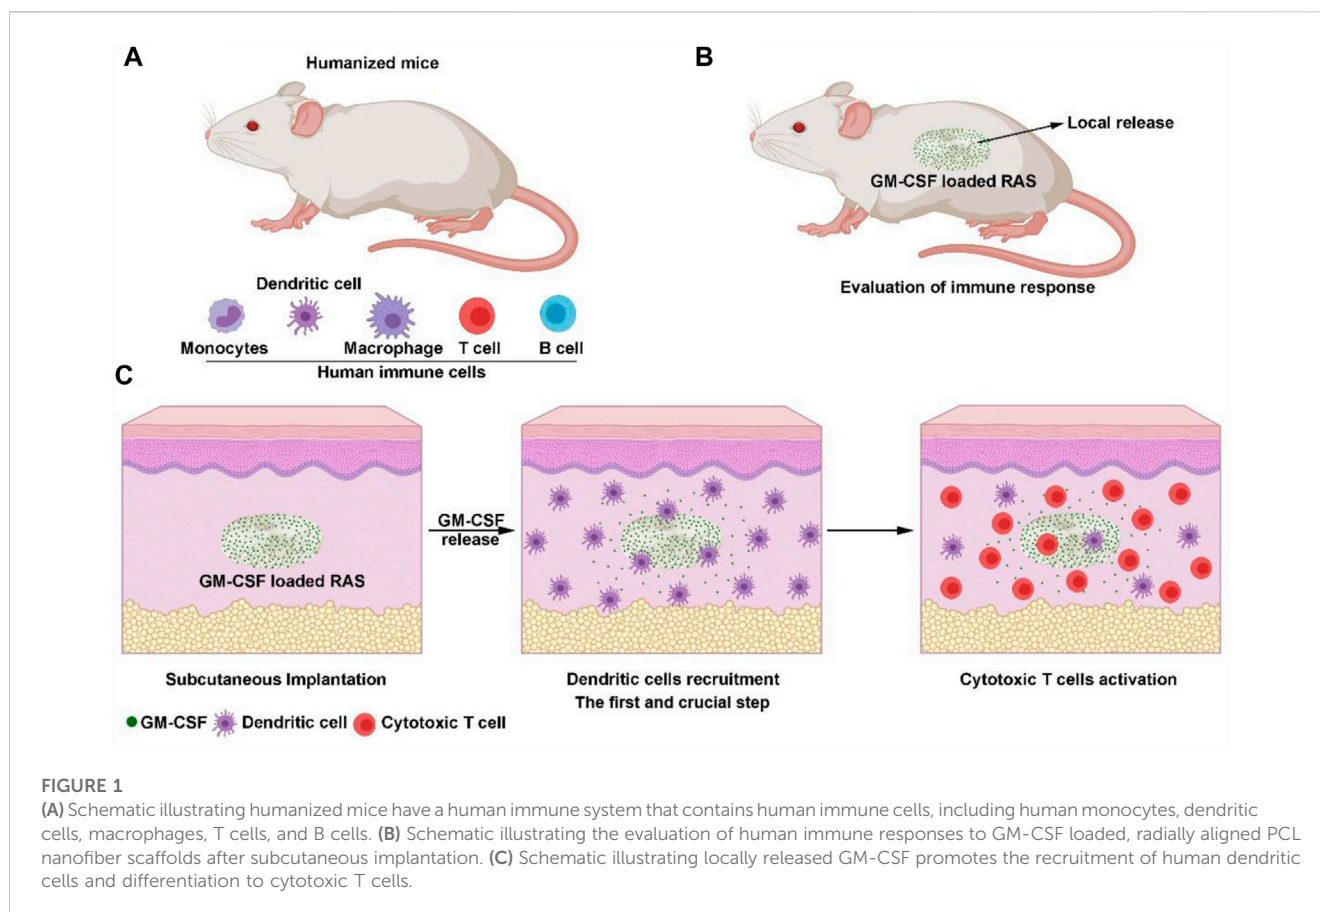 A
Humanized mice
Dendritic cell
Monocytes
Macrophage
T cell
B cell
Human immune cells
B
Local release
GM-CSF loaded RAS
Evaluation of immune response
C
GM-CSF loaded RAS
Subcutaneous Implantation
GM-CSF
release
Dendritic cells recruitment
The first and crucial step
Cytotoxic T cells activation
GM-CSF
Dendritic cell
Cytotoxic T cell
FIGURE 1
(A) Schematic illustrating humanized mice have a human immune system that contains human immune cells, including human monocytes, dendritic
cells, macrophages, T cells, and B cells. (B) Schematic illustrating the evaluation of human immune responses to GM-CSF loaded, radially aligned PCL
nanofiber scaffolds after subcutaneous implantation. (C) Schematic illustrating locally released GM-CSF promotes the recruitment of human dendritic
cells and differentiation to cytotoxic T cells.